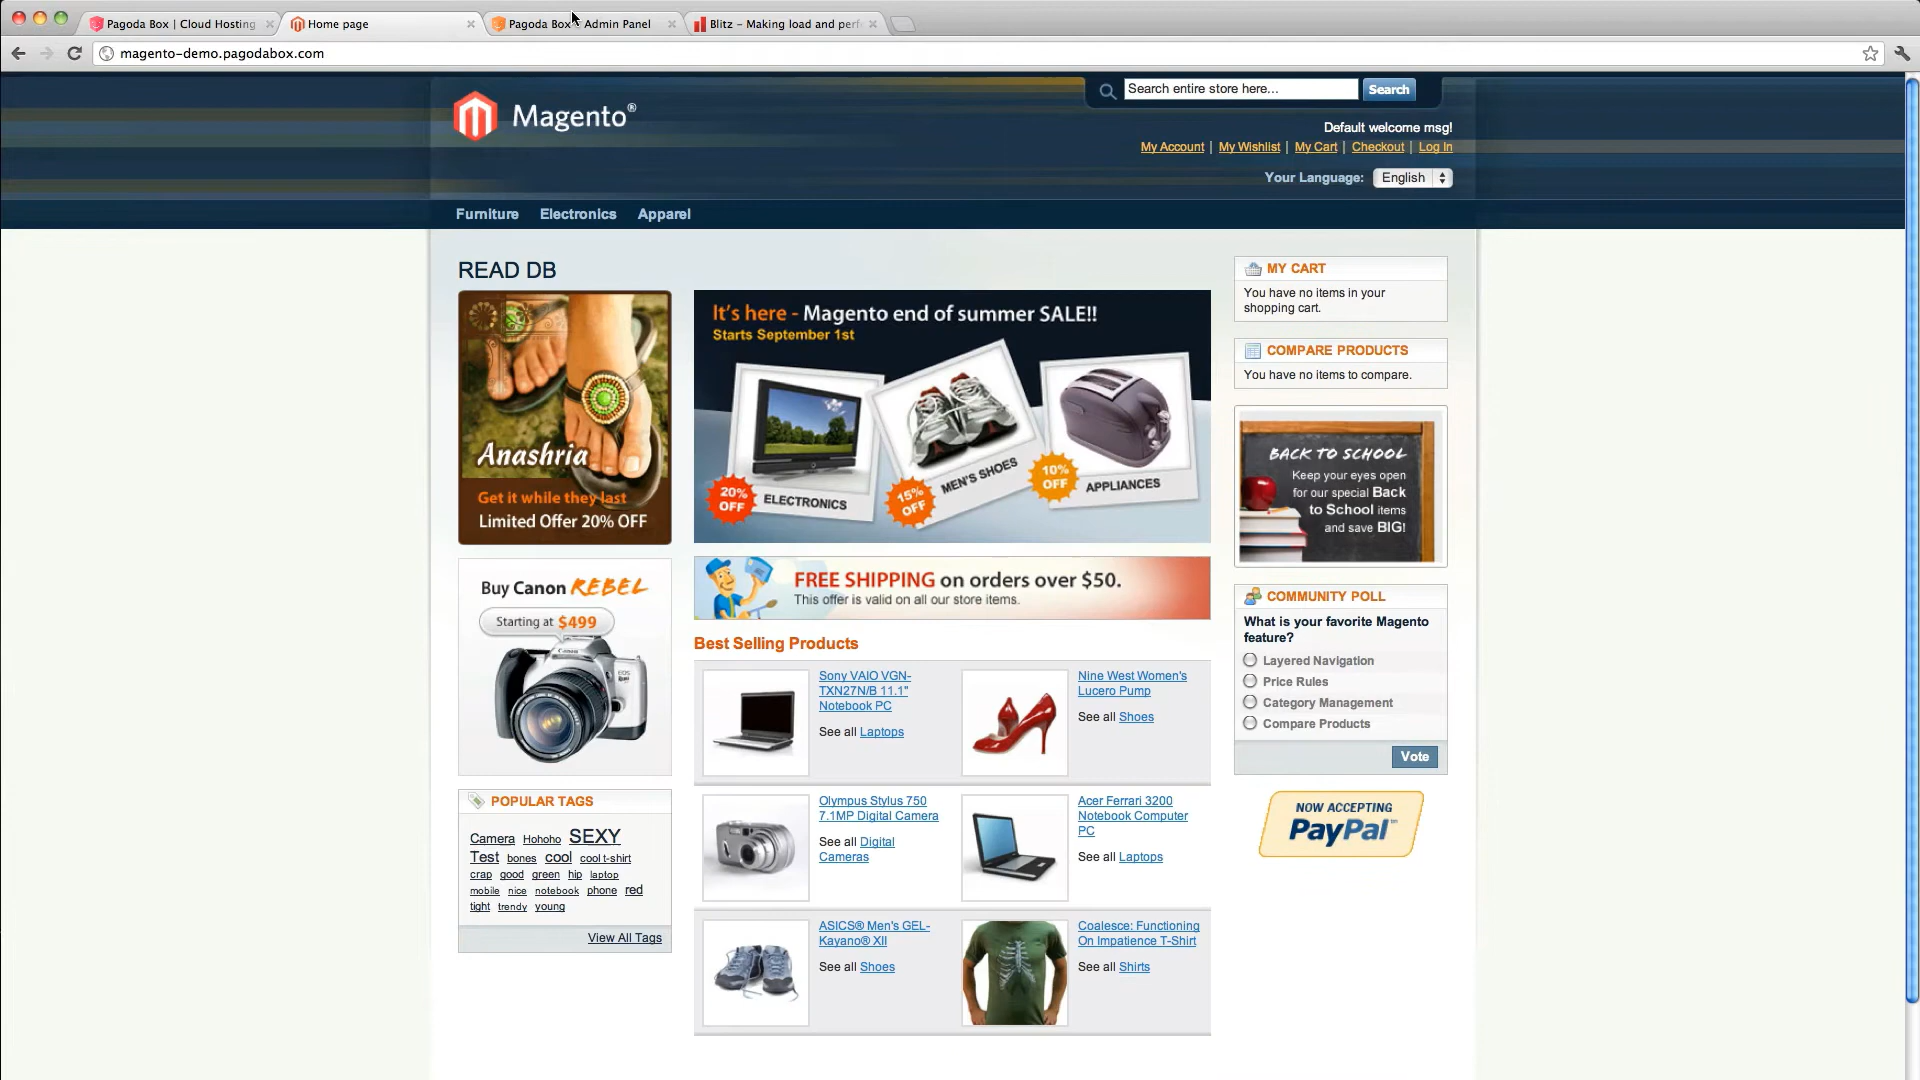 Pagoda Box | Cloud Hosting
Home page
Pagoda Box - Admin Panel
Blitz – Making load and perf
magento-demo.pagodabox.com
Magento®
Search entire store here...
Search
Default welcome msg!
My Account | My Wishlist | My Cart | Checkout | Log In
Your Language: English
Furniture Electronics Apparel
READ DB
Anashria
Get it while they last
Limited Offer 20% OFF
Buy Canon REBEL
Starting at $499
Canon
POPULAR TAGS
Camera Hohoho SEXY
Test bones cool cool t-shirt
crap good green hip laptop
mobile nice notebook phone red
tight trendy young
View All Tags
It's here - Magento end of summer SALE!!
Starts September 1st
20% OFF
ELECTRONICS
15% OFF
MEN'S SHOES
10% OFF
APPLIANCES
FREE SHIPPING on orders over $50.
This offer is valid on all our store items.
Best Selling Products
Sony VAIO VGN-
TXN27N/B 11.1"
Notebook PC
See all Laptops
Nine West Women's
Lucero Pump
See all Shoes
Olympus Stylus 750
7.1MP Digital Camera
See all Digital
Cameras
Acer Ferrari 3200
Notebook Computer
PC
See all Laptops
ASICS® Men's GEL-
Kayano® XII
See all Shoes
Coalesce: Functioning
On Impatience T-Shirt
See all Shirts
MY CART
You have no items in your
shopping cart.
COMPARE PRODUCTS
You have no items to compare.
BACK TO SCHOOL
Keep your eyes open
for our special Back
to School items
and save BIG!
COMMUNITY POLL
What is your favorite Magento
feature?
Layered Navigation
Price Rules
Category Management
Compare Products
Vote
NOW ACCEPTING
PayPal